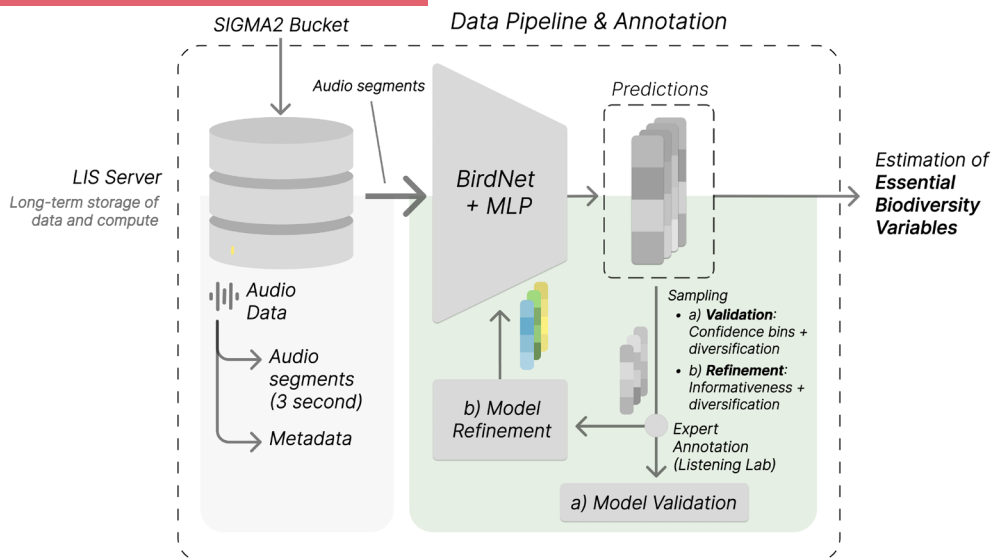 SIGMA2 Bucket
Data Pipeline & Annotation
Audio segments
Predictions
LIS Server
Long-term storage of
data and compute
BirdNet
+ MLP
Estimation of
Essential
Biodiversity
Variables
Audio
Data
Audio
segments
(3 second)
Metadata
Sampling
• a) Validation:
Confidence bins +
diversification
• b) Refinement:
Informativeness +
diversification
b) Model
Refinement
Expert
Annotation
(Listening Lab)
a) Model Validation